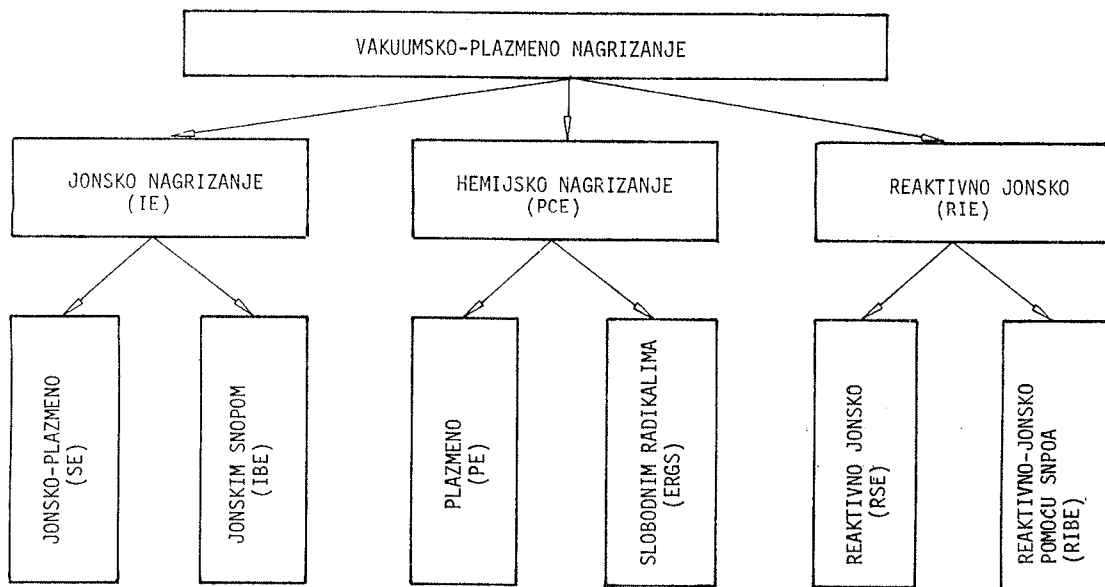 VAKUUMSKO-PLAZMENO NAGRIZANJE
JONSKO NAGRIZANJE
(IE)
HEMIJSKO NAGRIZANJE
(PCE)
REAKTIVNO JONSKO
(RIE)
JONSKO-PLAZMENO
(SE)
JONSKIM SNOPOM
(IBE)
PLAZMENO
(PE)
SLOBODNIM RADIKALIMA
(ERGS)
REAKTIVNO JONSKO
(RSE)
REAKTIVNO-JONSKO
POMOĆU SNPOA
(RIBE)